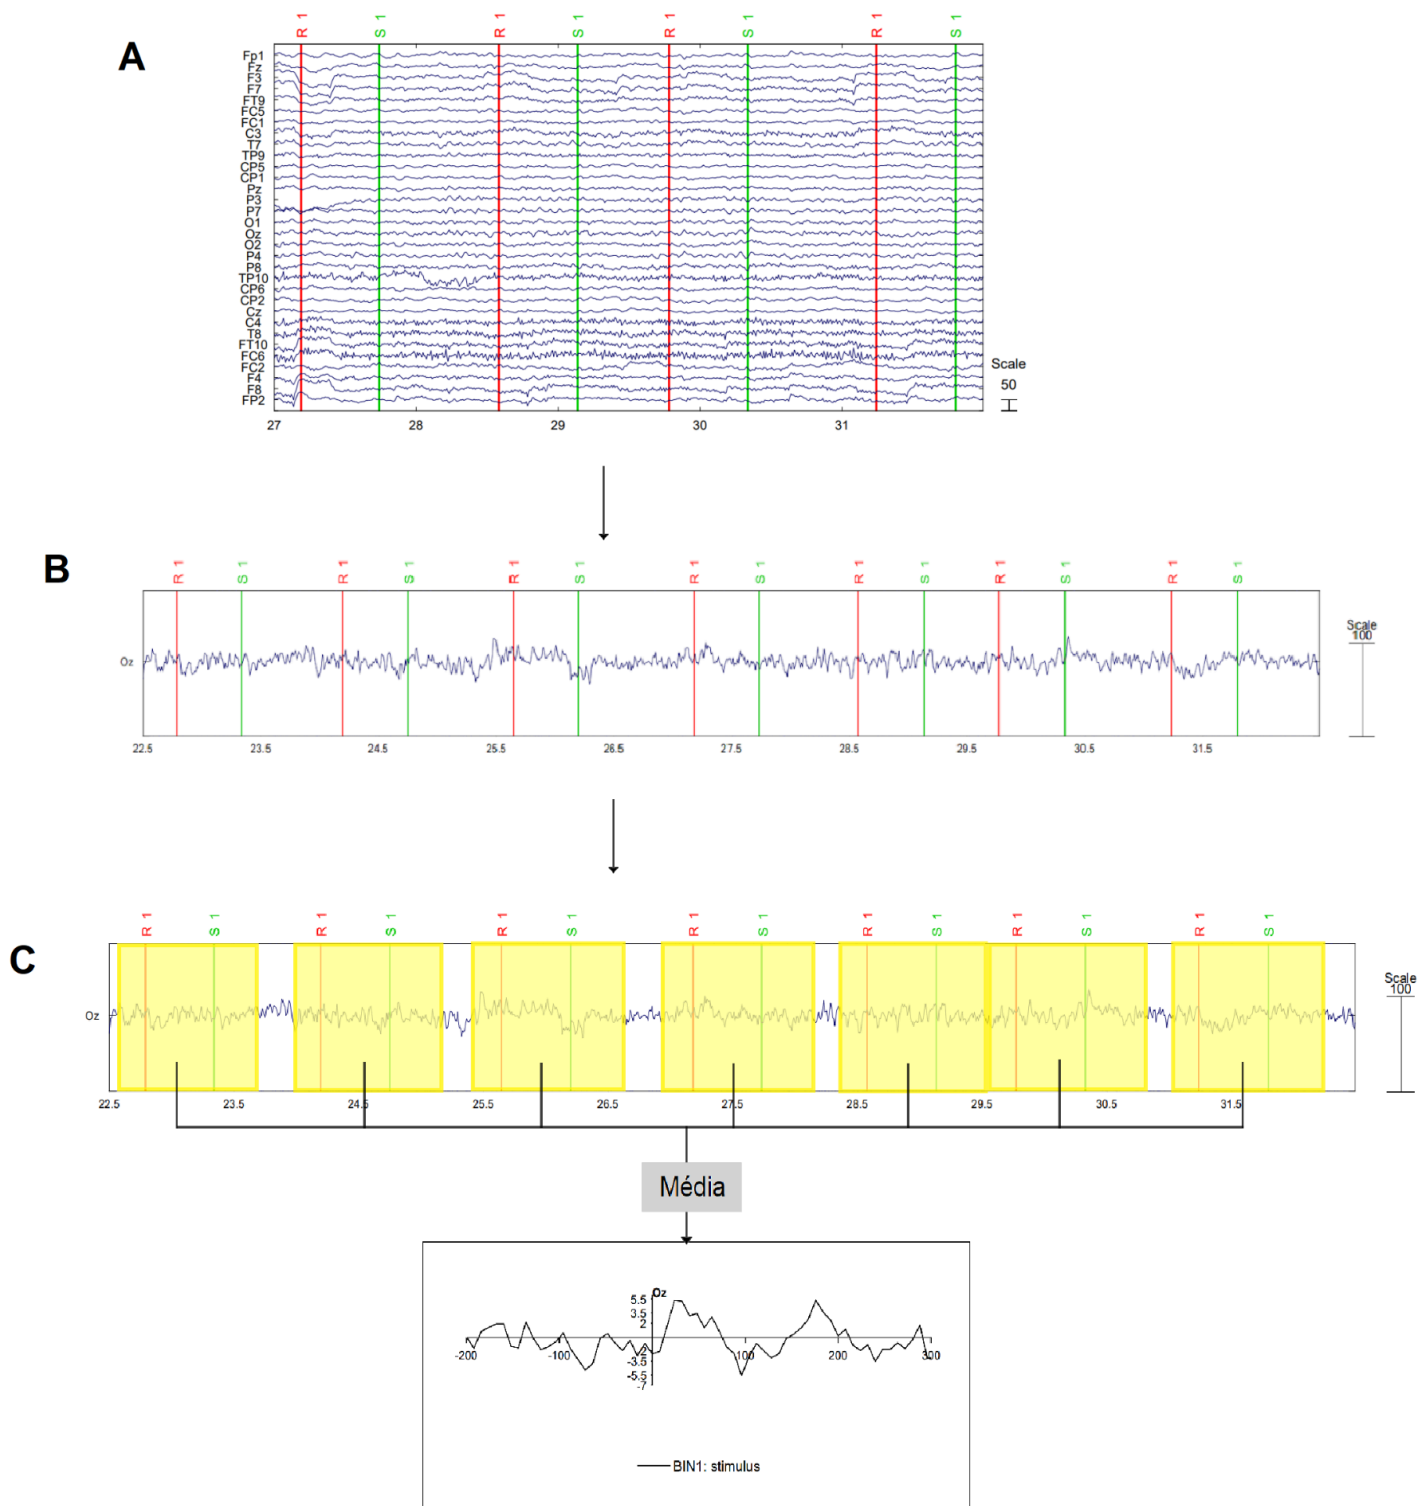 A
R 1 S 1 R 1 S 1 R 1 S 1 R 1 S 1
Fp1
Fz
F3
F7
FT9
FC5
FC1
C3
T7
TP9
CP5
CP1
Pz
P3
P7
O1
Oz
O2
P4
P8
TP10
CP6
CP2
Cz
C4
T8
FT10
FC6
FC2
F4
F8
FP2
Scale
50
27 28 29 30 31
B
R 1 S 1 R 1 S 1 R 1 S 1 R 1 S 1 R 1 S 1 R 1 S 1 R 1 S 1
Scale
100
Oz
22.5 23.5 24.5 25.5 26.5 27.5 28.5 29.5 30.5 31.5
C
R 1 S 1 R 1 S 1 R 1 S 1 R 1 S 1 R 1 S 1 R 1 S 1 R 1 S 1
Scale
100
Oz
22.5 23.5 24.5 25.5 26.5 27.5 28.5 29.5 30.5 31.5
Média
Oz
5.5
3.5
2
-200 -100 100 200 300
-2
-3.5
-5.5
-7
BIN1: stimulus